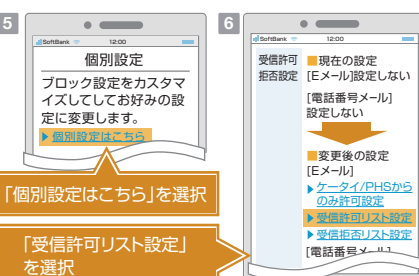 5
SoftBank 12:00
個別設定
ブロック設定をカスタマ
イズしてしてお好みの設
定に変更します。
▶個別設定はこちら
「個別設定はこちら」を選択
「受信許可リスト設定」
を選択
6
SoftBank 12:00
受信許可
拒否設定
■現在の設定
[Eメール]設定しない
[電話番号メール]
設定しない
■変更後の設定
[Eメール]
▶ケータイ/PHSから
のみ許可設定
▶受信許可リスト設定
▶受信拒否リスト設定
[電話番号メール]